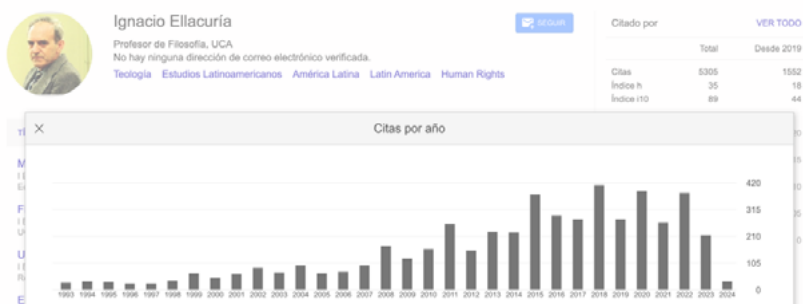 Ignacio Ellacuría
SEGUIR
Profesor de Filosofía, UCA
No hay ninguna dirección de correo electrónico verificada.
Teología Estudios Latinoamericanos América Latina Latin America Human Rights
Citado por VER TODO
Total Desde 2019
Citas 5305 1552
Índice h 35 18
Índice i10 89 44
Citas por año
420
315
210
105
0
1993 1994 1995 1996 1997 1998 1999 2000 2001 2002 2003 2004 2005 2006 2007 2008 2009 2010 2011 2012 2013 2014 2015 2016 2017 2018 2019 2020 2021 2022 2023 2024